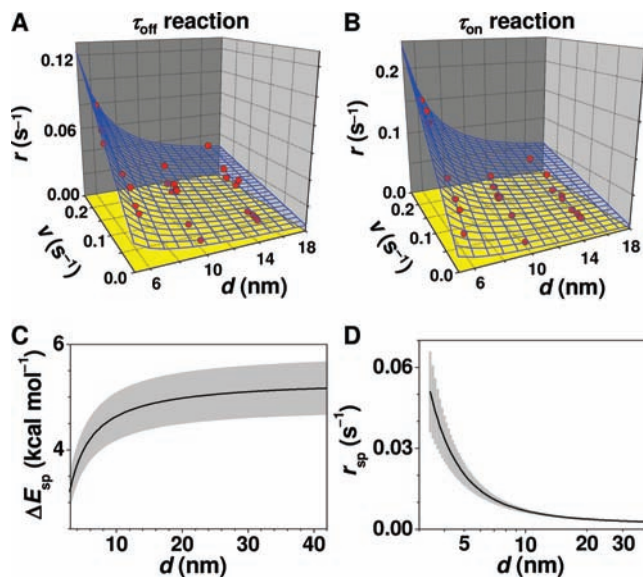 A
τoff reaction
0.12
0.06
0.00
r (s⁻¹)
0.2
0.1
0.0
v (s⁻¹)
6
10
14
18
d (nm)
B
τon reaction
0.2
0.1
0.0
r (s⁻¹)
0.2
0.1
0.0
v (s⁻¹)
6
10
14
18
d (nm)
C
6
4
ΔEsp (kcal mol⁻¹)
10 20 30 40
d (nm)
D
0.06
0.03
0.00
rsp (s⁻¹)
5 10 20 30
d (nm)